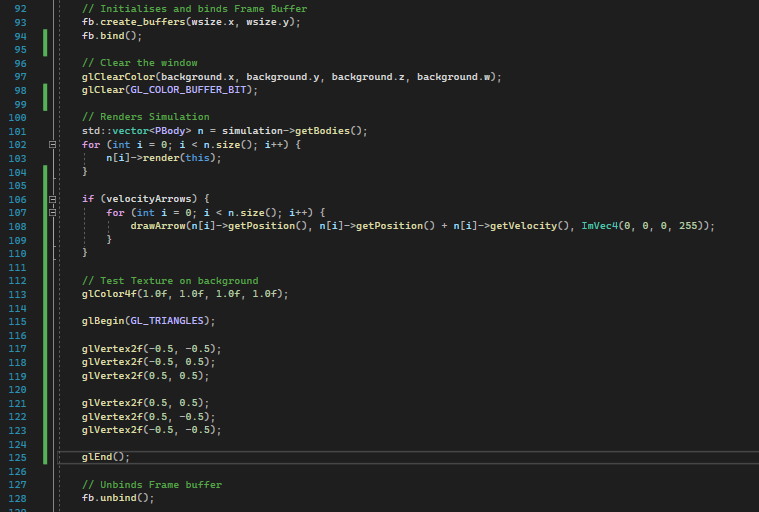 92 // Initialises and binds Frame Buffer
93 fb.create_buffers(wsize.x, wsize.y);
94 fb.bind();
95
96 // Clear the window
97 glClearColor(background.x, background.y, background.z, background.w);
98 glClear(GL_COLOR_BUFFER_BIT);
99
100 // Renders Simulation
101 std::vector<PBody> n = simulation->getBodies();
102 for (int i = 0; i < n.size(); i++) {
103 n[i]->render(this);
104 }
105
106 if (velocityArrows) {
107 for (int i = 0; i < n.size(); i++) {
108 drawArrow(n[i]->getPosition(), n[i]->getPosition() + n[i]->getVelocity(), ImVec4(0, 0, 0, 255));
109 }
110 }
111
112 // Test Texture on background
113 glColor4f(1.0f, 1.0f, 1.0f, 1.0f);
114
115 glBegin(GL_TRIANGLES);
116
117 glVertex2f(-0.5, -0.5);
118 glVertex2f(-0.5, 0.5);
119 glVertex2f(0.5, 0.5);
120
121 glVertex2f(0.5, 0.5);
122 glVertex2f(0.5, -0.5);
123 glVertex2f(-0.5, -0.5);
124
125 glEnd();
126
127 // Unbinds Frame buffer
128 fb.unbind();